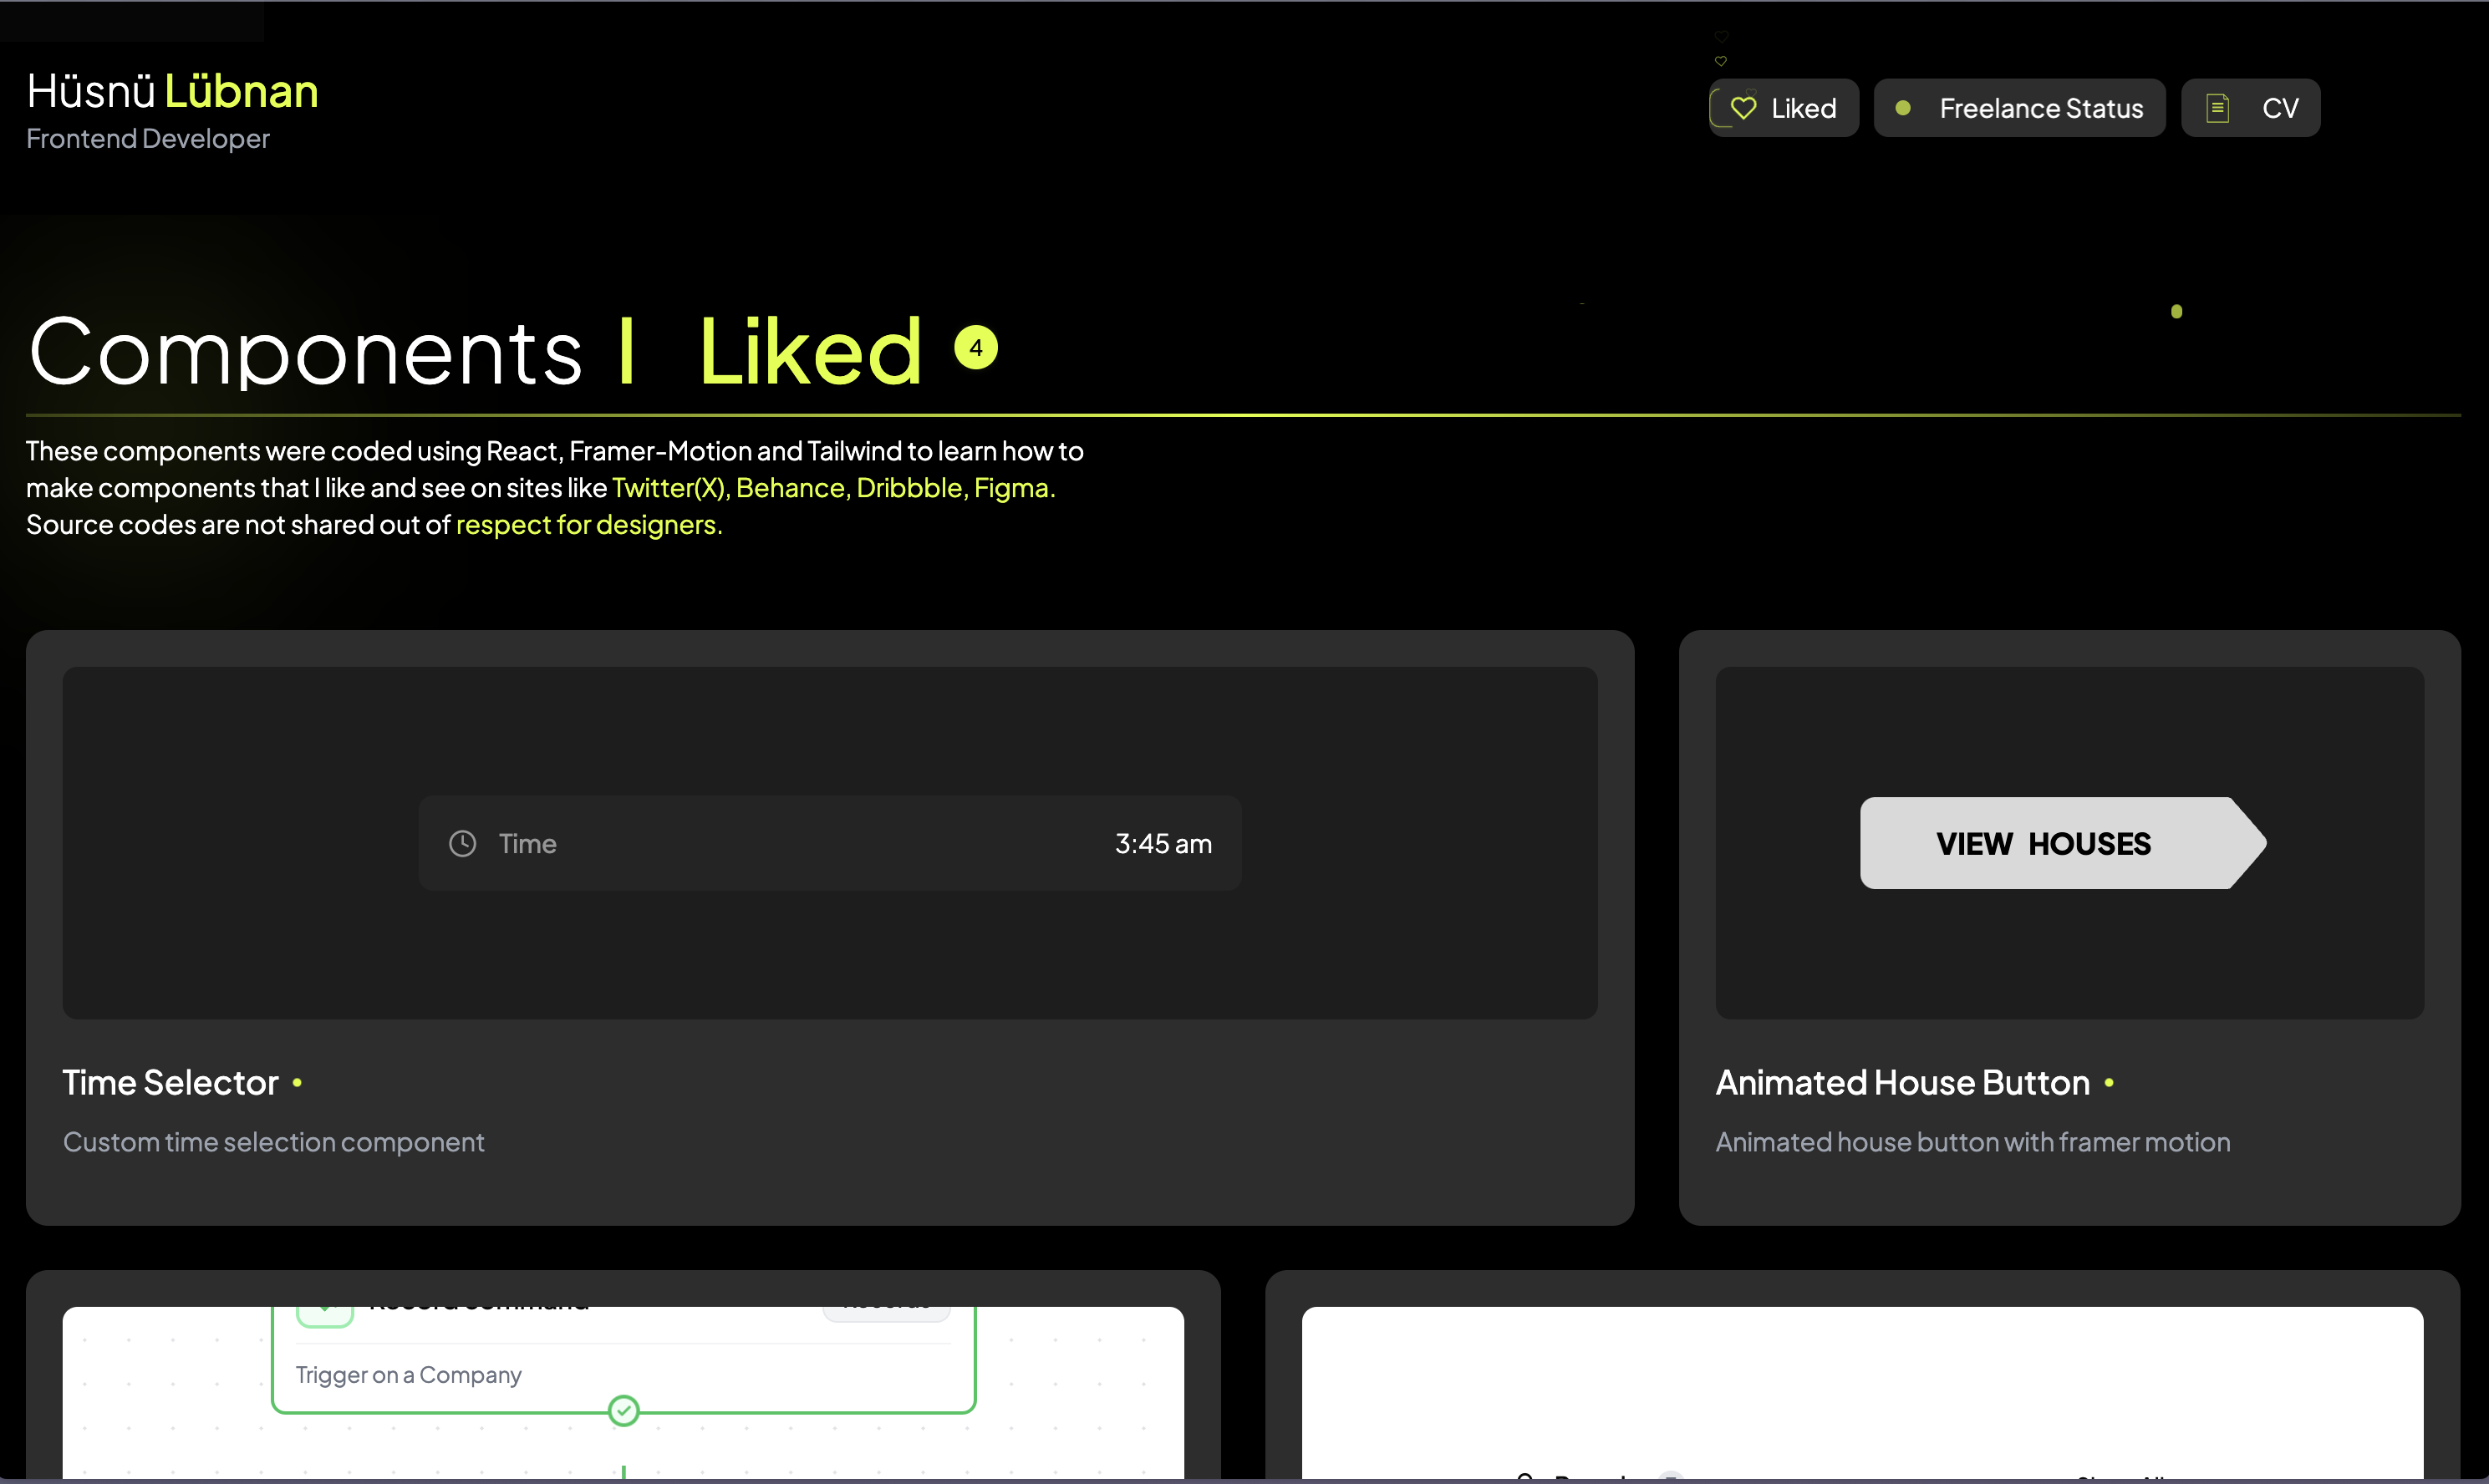 Hüsnü Lübnan
Frontend Developer
Liked
Freelance Status
CV
Components I Liked 4
These components were coded using React, Framer-Motion and Tailwind to learn how to
make components that I like and see on sites like Twitter(X), Behance, Dribbble, Figma.
Source codes are not shared out of respect for designers.
Time
3:45 am
VIEW HOUSES
Time Selector
Custom time selection component
Animated House Button
Animated house button with framer motion
Trigger on a Company